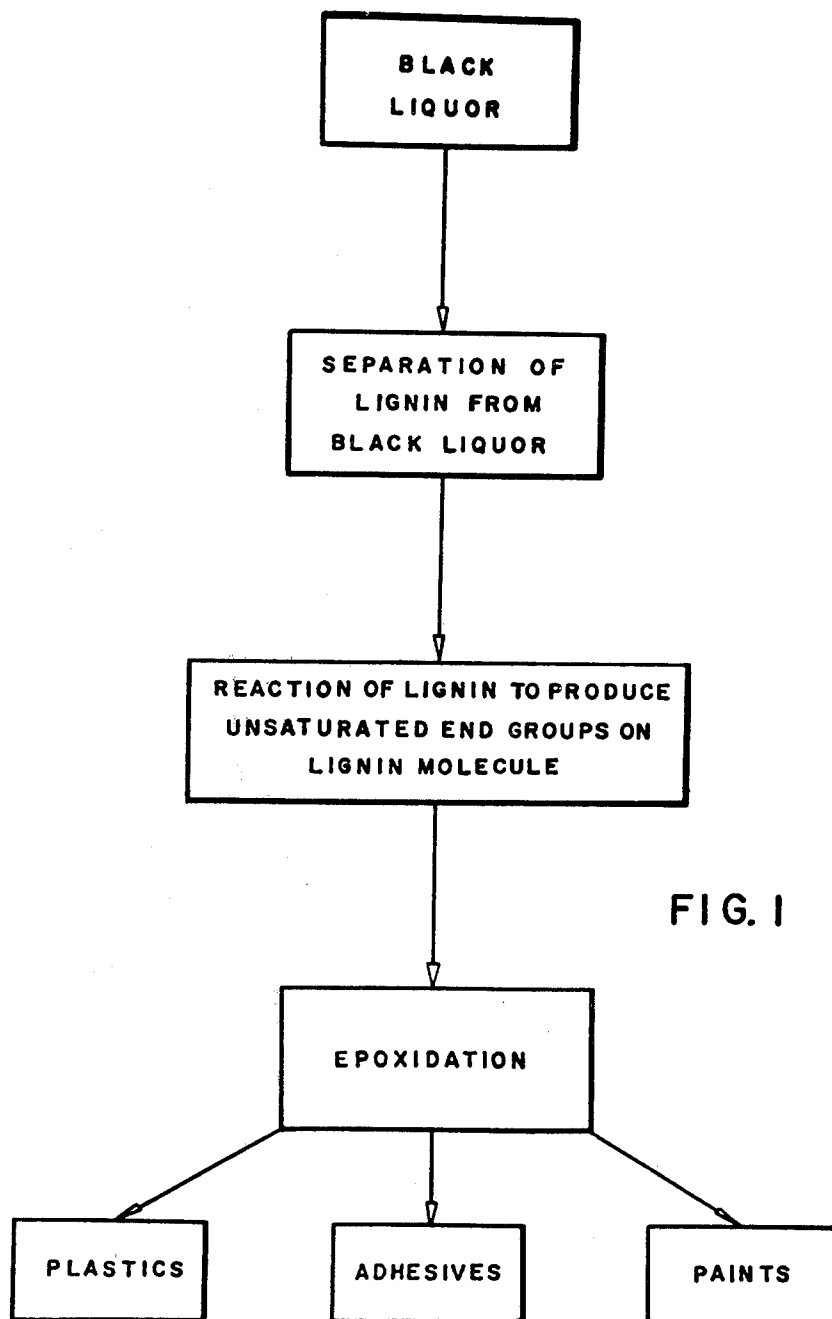 BLACK
LIQUOR
SEPARATION OF
LIGNIN FROM
BLACK LIQUOR
REACTION OF LIGNIN TO PRODUCE
UNSATURATED END GROUPS ON
LIGNIN MOLECULE
FIG. 1
EPOXIDATION
PLASTICS
ADHESIVES
PAINTS